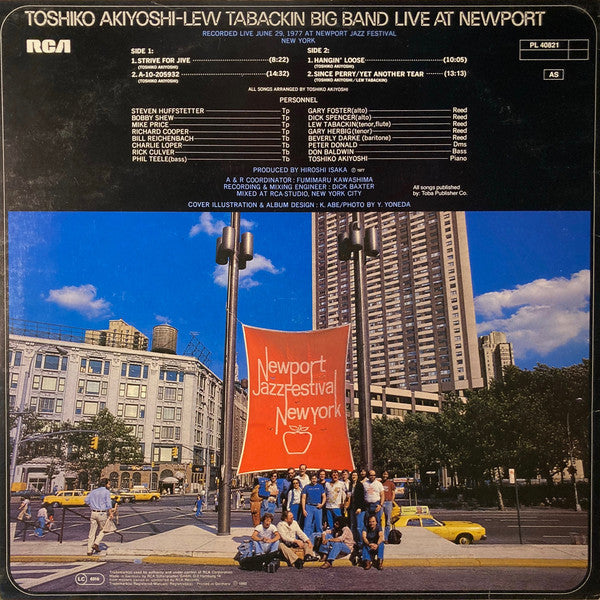 TOSHIKO AKIYOSHI-LEW TABACKIN BIG BAND LIVE AT NEWPORT
RECORDED LIVE JUNE 29, 1977 AT NEWPORT JAZZ FESTIVAL
NEW YORK
RCA
PL 40821
AS
SIDE 1:
1.STRIVE FOR JIVE (8:22)
(TOSHIKO AKIYOSHI)
2.A-10-205932 (14:32)
(TOSHIKO AKIYOSHI)
SIDE 2:
1.HANGIN' LOOSE (10:05)
(TOSHIKO AKIYOSHI)
2.SINCE PERRY/YET ANOTHER TEAR (13:13)
(TOSHIKO AKIYOSHI/LEW TABACKIN)
ALL SONGS ARRANGED BY TOSHIKO AKIYOSHI
PERSONNEL
STEVEN HUFFSTETTER Tp
BOBBY SHEW Tp
MIKE PRICE Tp
RICHARD COOPER Tp
BILL REICHENBACH Tb
CHARLIE LOPER Tb
RICK CULVER Tb
PHIL TEELE(bass) Tb
GARY FOSTER(alto) Reed
DICK SPENCER(alto) Reed
LEW TABACKIN(tenor,flute) Reed
GARY HERBIG(tenor) Reed
BEVERLY DARKE (baritone) Reed
PETER DONALD Dms
DON BALDWIN Bass
TOSHIKO AKIYOSHI Piano
PRODUCED BY HIROSHI ISAKA ℗ 1977
A & R COORDINATOR : FUMIMARU KAWASHIMA
RECORDING & MIXING ENGINEER : DICK BAXTER
MIXED AT RCA STUDIO, NEW YORK CITY
COVER ILLUSTRATION & ALBUM DESIGN : K. ABE/PHOTO BY Y. YONEDA
All songs published
by: Toba Publisher Co.
Newport
Jazz Festival
New york
LC